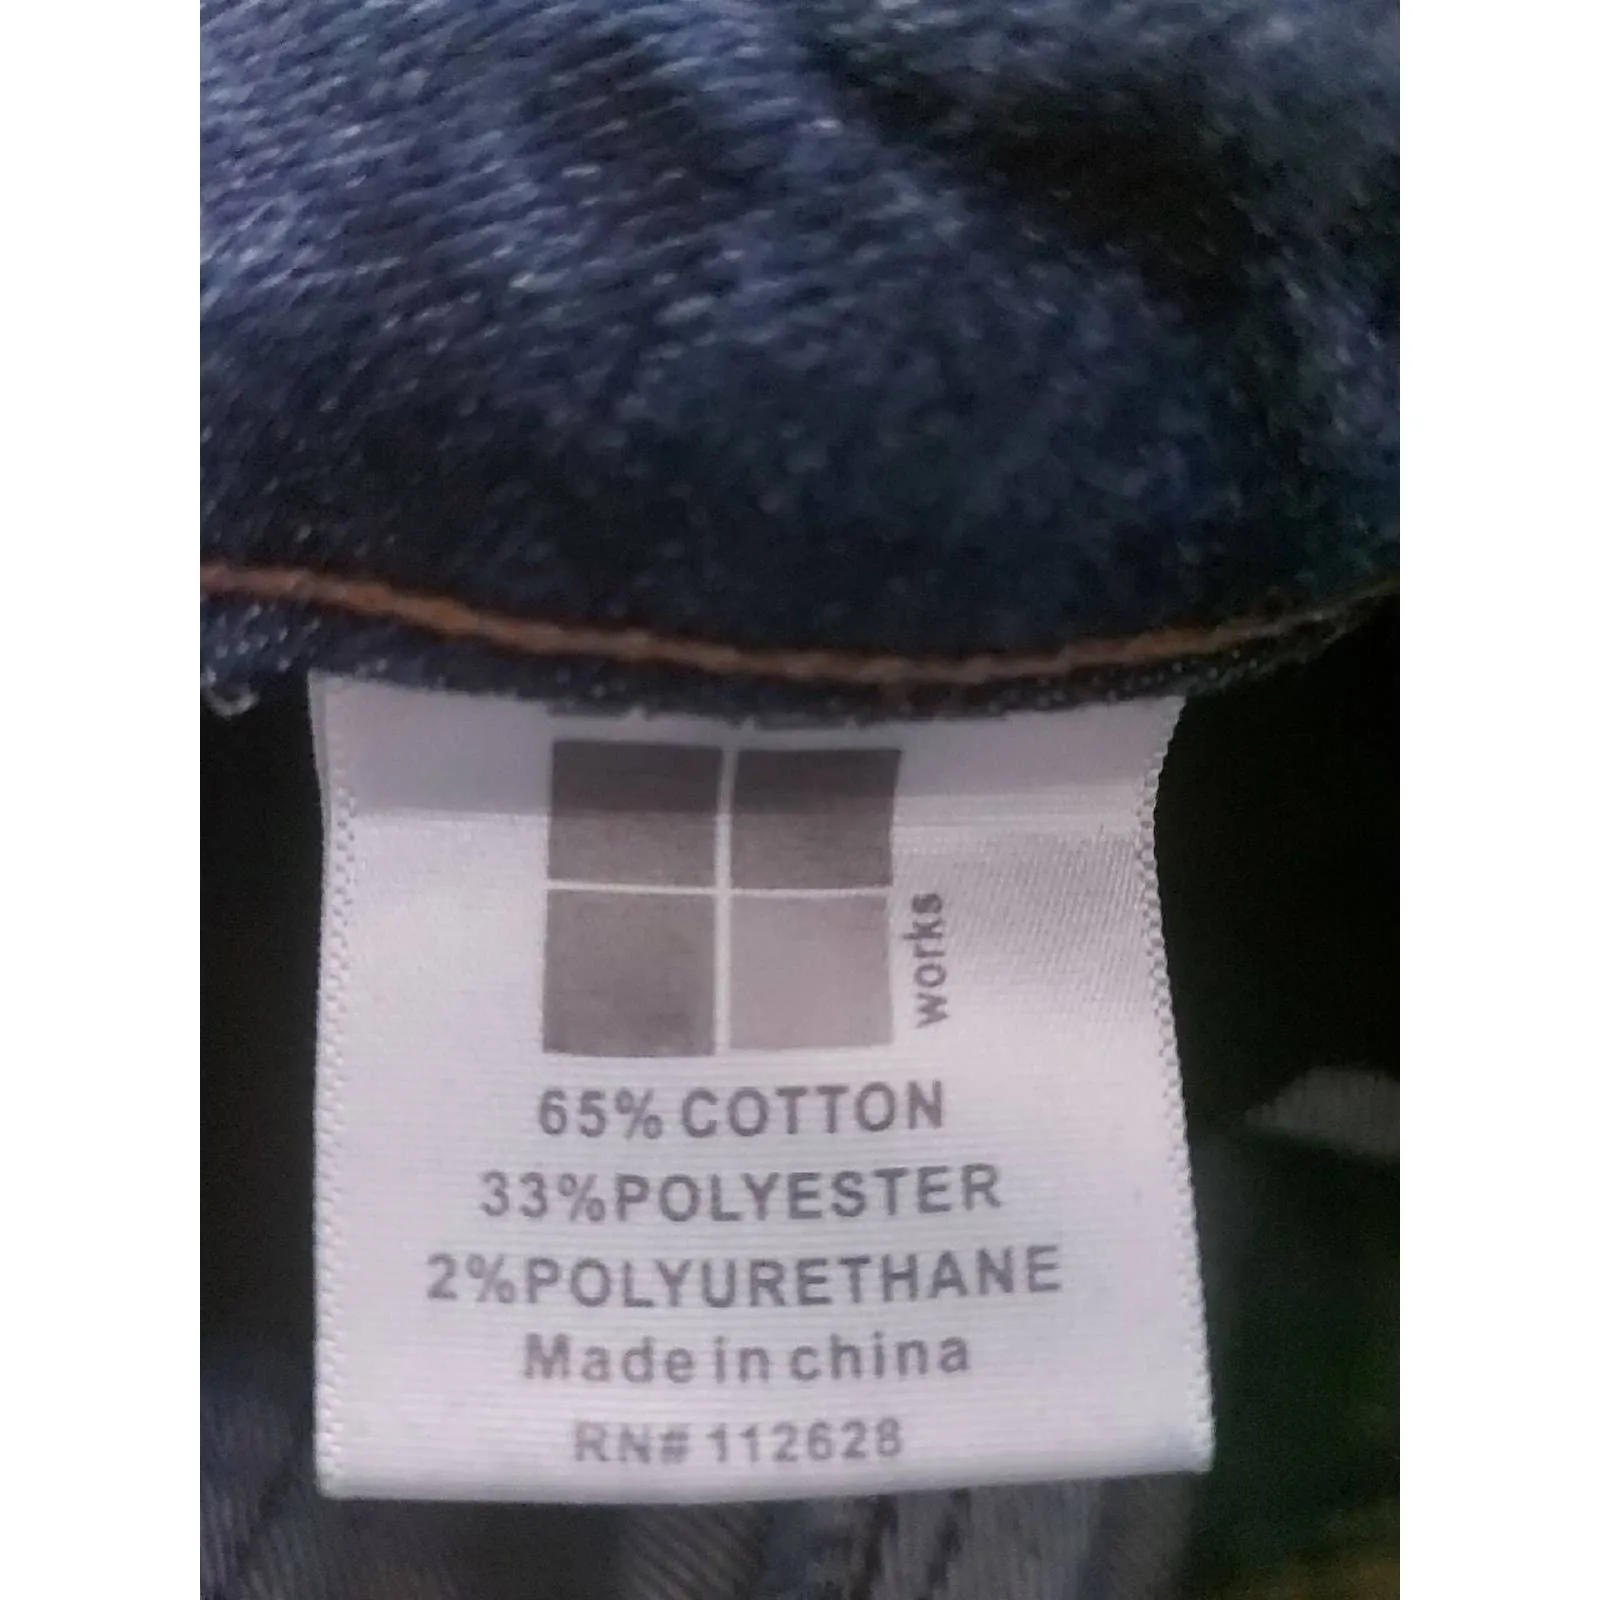 works
65% COTTON
33%POLYESTER
2%POLYURETHANE
Made in china
RN# 112628